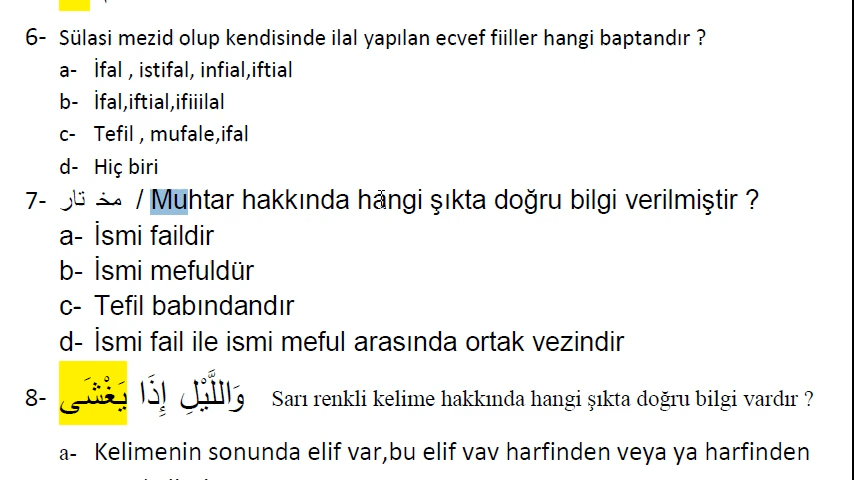 6- Sülasi mezid olup kendisinde ilal yapılan ecvef fiiller hangi baptandır ?
a- İfal , istifal, infial,iftial
b- İfal,iftial,ifiiilal
c- Tefil , mufale,ifal
d- Hiç biri
7- مخ تار / Muhtar hakkında hangi şıkta doğru bilgi verilmiştir ?
a- İsmi faildir
b- İsmi mefuldür
c- Tefil babındandır
d- İsmi fail ile ismi meful arasında ortak vezindir
8- وَاللَّيْلِ إِذَا يَغْشَى Sarı renkli kelime hakkında hangi şıkta doğru bilgi vardır ?
a- Kelimenin sonunda elif var,bu elif vav harfinden veya ya harfinden